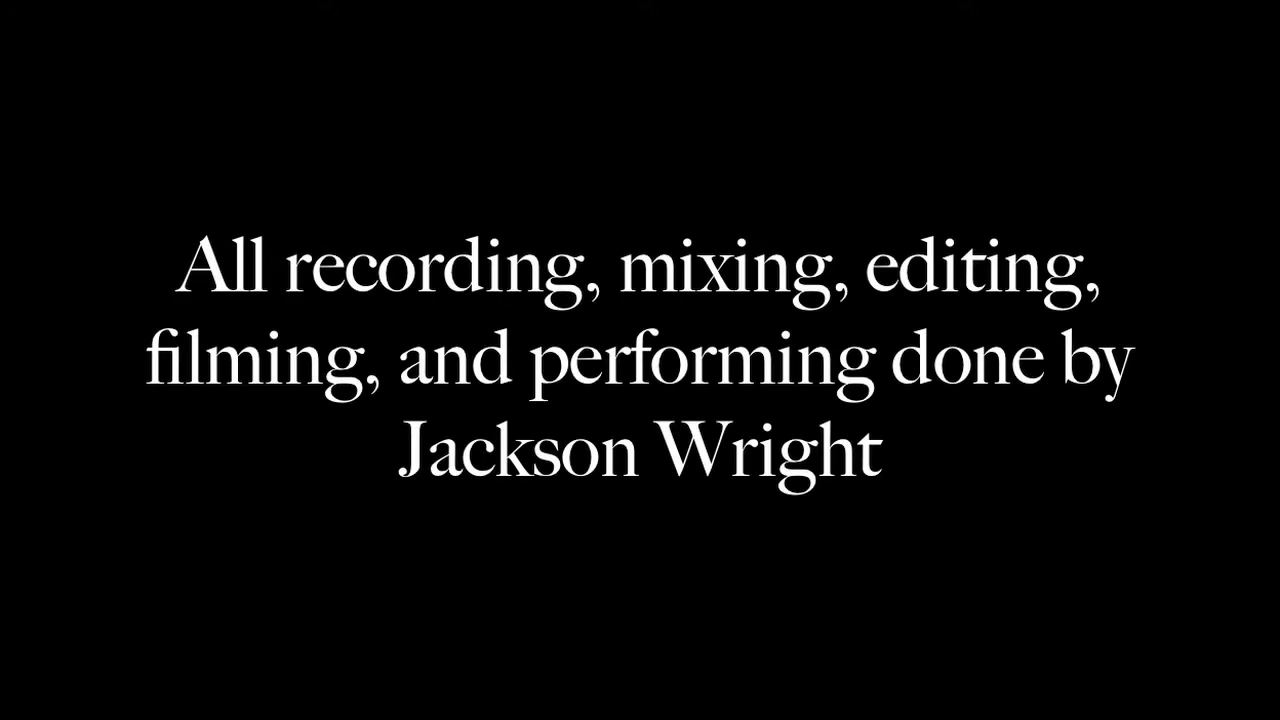 All recording, mixing, editing,
filming, and performing done by
Jackson Wright